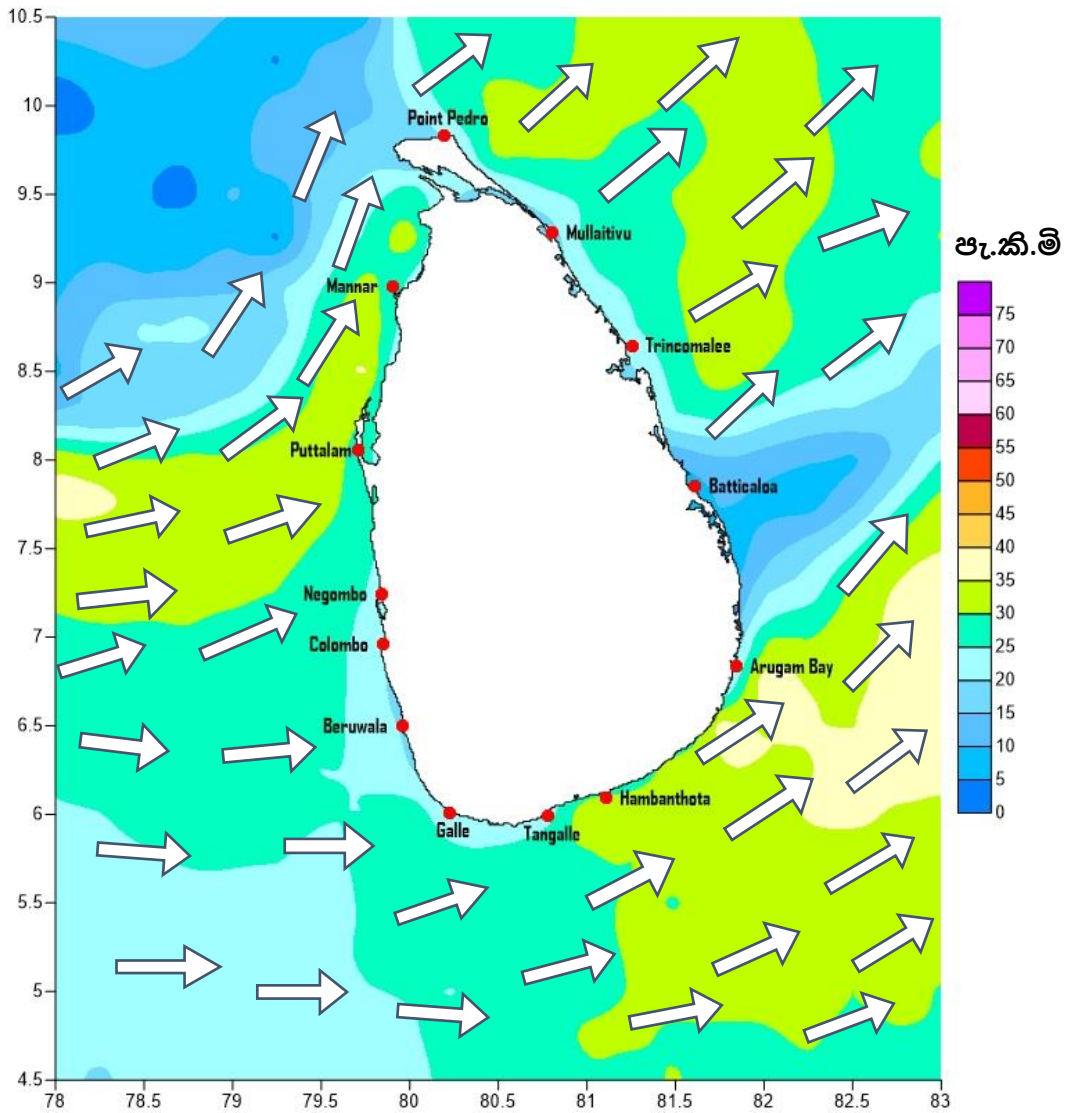 10.5
10
9.5
9
8.5
8
7.5
7
6.5
6
5.5
5
4.5
78
78.5
79
79.5
80
80.5
81
81.5
82
82.5
83
Point Pedro
Mullaitivu
Mannar
Trincomalee
Puttalam
Batticaloa
Negombo
Colombo
Arugam Bay
Beruwala
Hambanthota
Galle
Tangalle
පැ.කි.මි
75
70
65
60
55
50
45
40
35
30
25
20
15
10
5
0